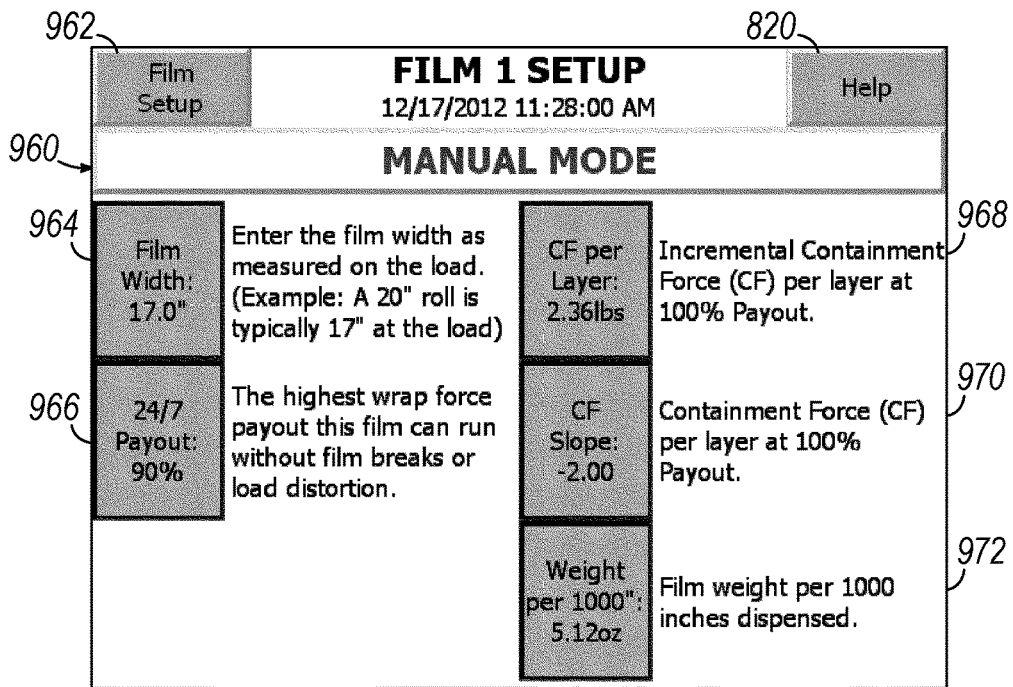 962
820
Film
Setup
FILM 1 SETUP
12/17/2012 11:28:00 AM
Help
960
MANUAL MODE
964
Film
Width:
17.0"
Enter the film width as
measured on the load.
(Example: A 20" roll is
typically 17" at the load)
CF per
Layer:
2.36lbs
Incremental Containment
Force (CF) per layer at
100% Payout.
968
966
24/7
Payout:
90%
The highest wrap force
payout this film can run
without film breaks or
load distortion.
CF
Slope:
-2.00
Containment Force (CF)
per layer at 100%
Payout.
970
Weight
per 1000":
5.12oz
Film weight per 1000
inches dispensed.
972